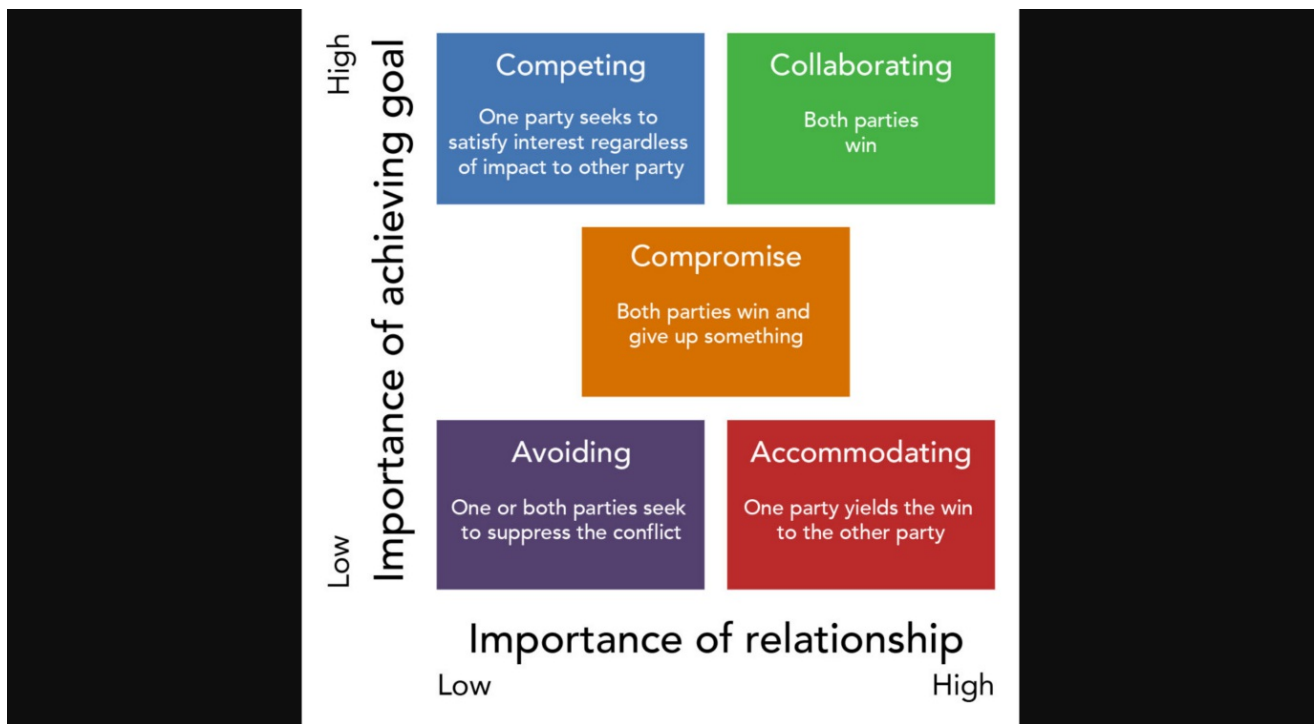 High
Importance of achieving goal
Low
Competing
One party seeks to
satisfy interest regardless
of impact to other party
Collaborating
Both parties
win
Compromise
Both parties win and
give up something
Avoiding
One or both parties seek
to suppress the conflict
Accommodating
One party yields the win
to the other party
Importance of relationship
Low
High